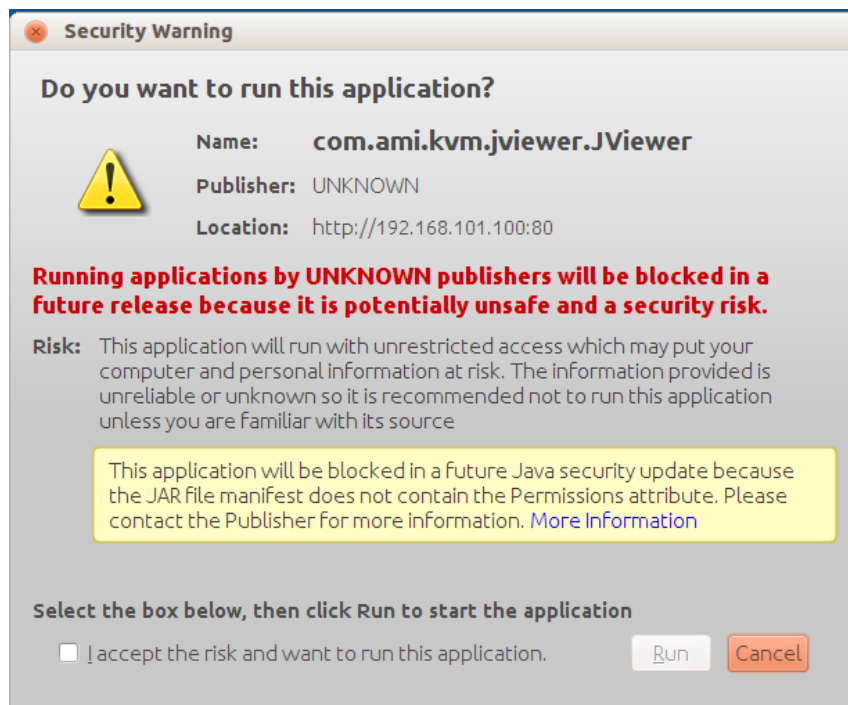 Security Warning
Do you want to run this application?
Name: com.ami.kvm.jviewer.JViewer
Publisher: UNKNOWN
Location: http://192.168.101.100:80
Running applications by UNKNOWN publishers will be blocked in a
future release because it is potentially unsafe and a security risk.
Risk: This application will run with unrestricted access which may put your
computer and personal information at risk. The information provided is
unreliable or unknown so it is recommended not to run this application
unless you are familiar with its source
This application will be blocked in a future Java security update because
the JAR file manifest does not contain the Permissions attribute. Please
contact the Publisher for more information. More Information
Select the box below, then click Run to start the application
I accept the risk and want to run this application. Run Cancel